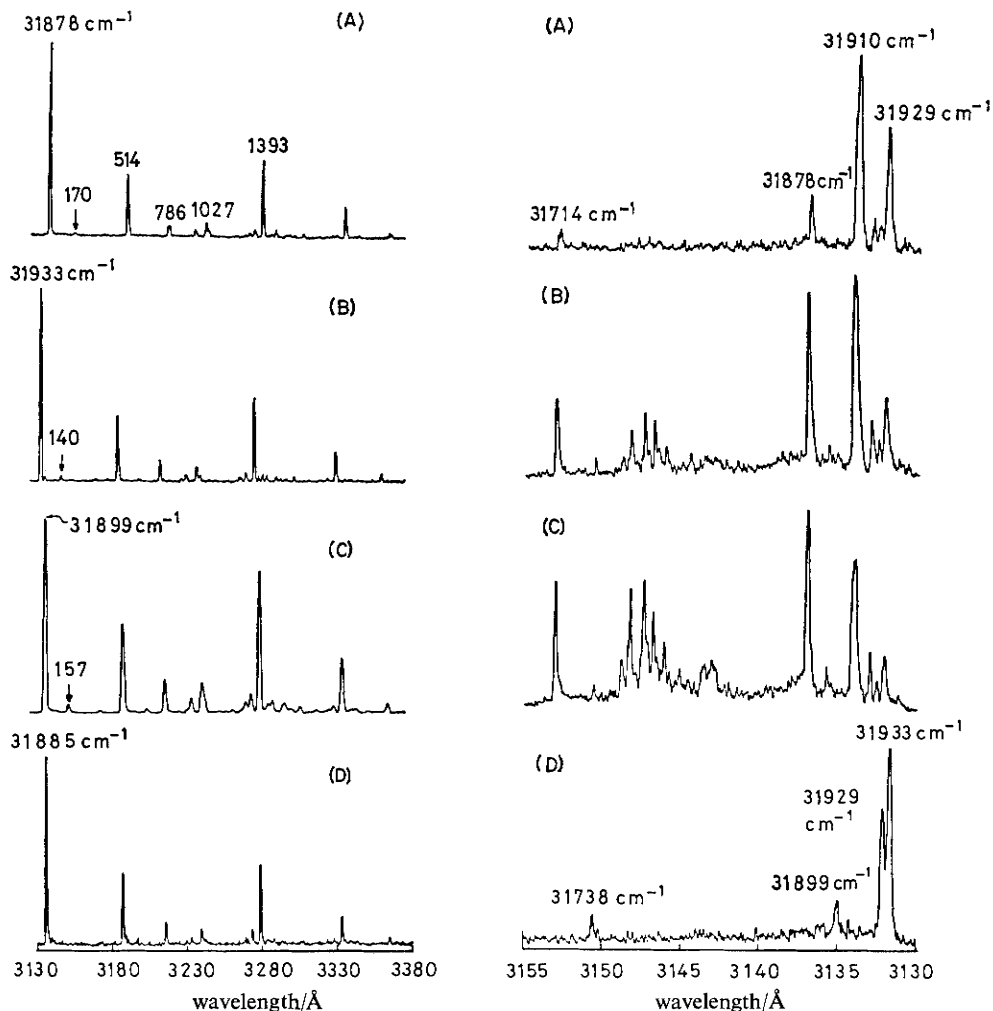 31878 cm⁻¹
(A)
170
514
786
1027
1393
31933 cm⁻¹
(B)
140
31899 cm⁻¹
(C)
157
31885 cm⁻¹
(D)
3130 3180 3230 3280 3330 3380
wavelength/Å
(A)
31910 cm⁻¹
31929 cm⁻¹
31878 cm⁻¹
31714 cm⁻¹
(B)
(C)
31933 cm⁻¹
(D)
31929
cm⁻¹
31899 cm⁻¹
31738 cm⁻¹
3155 3150 3145 3140 3135 3130
wavelength/Å